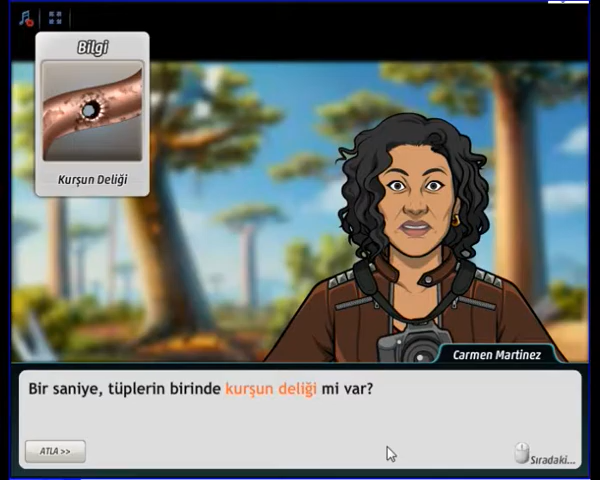 Bilgi
Kurşun Deliği
Carmen Martinez
Bir saniye, tüplerin birinde kurşun deliği mi var?
ATLA >>
Sıradaki...